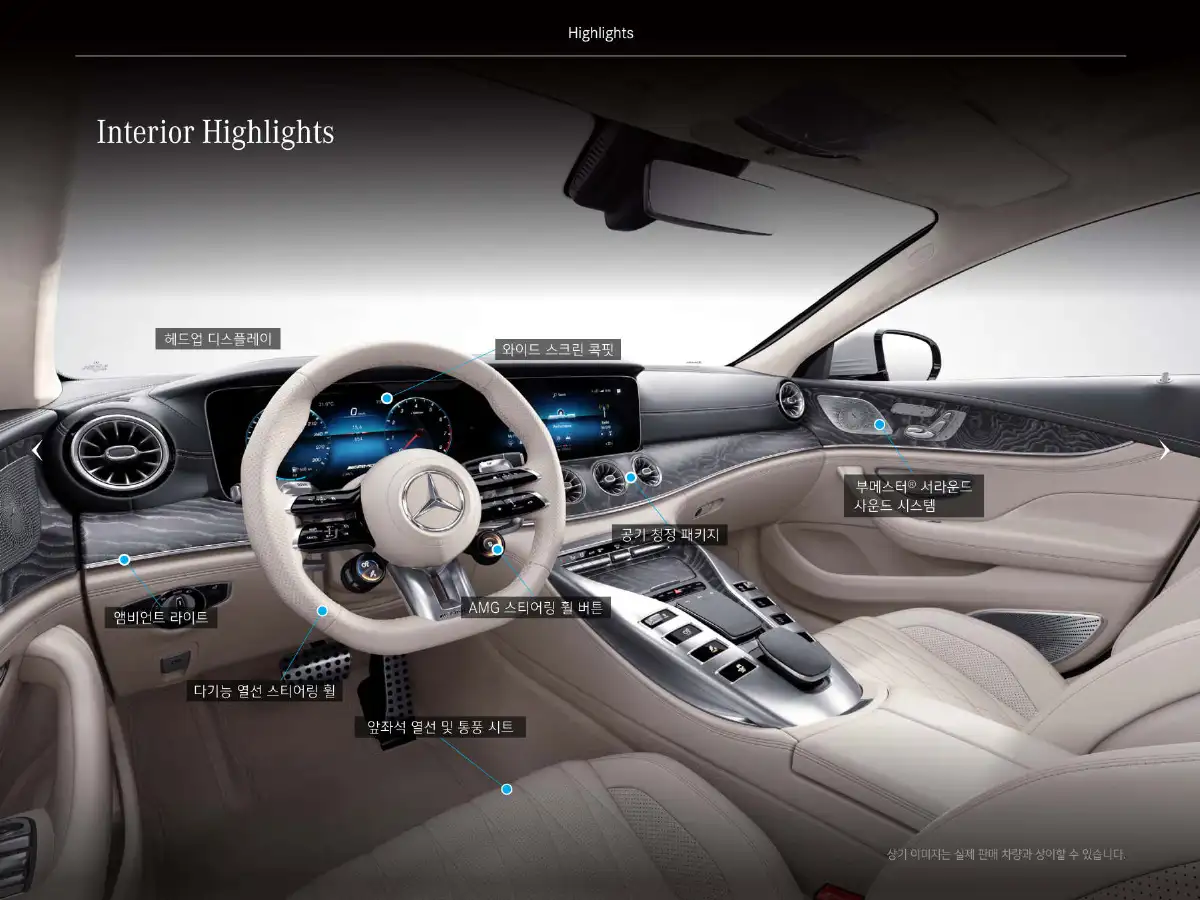 Highlights
Interior Highlights
헤드업 디스플레이
와이드 스크린 콕핏
부메스터® 서라운드
사운드 시스템
공기 청정 패키지
AMG 스티어링 휠 버튼
앰비언트 라이트
다기능 열선 스티어링 휠
앞좌석 열선 및 통풍 시트
상기 이미지는 실제 판매 차량과 상이할 수 있습니다.